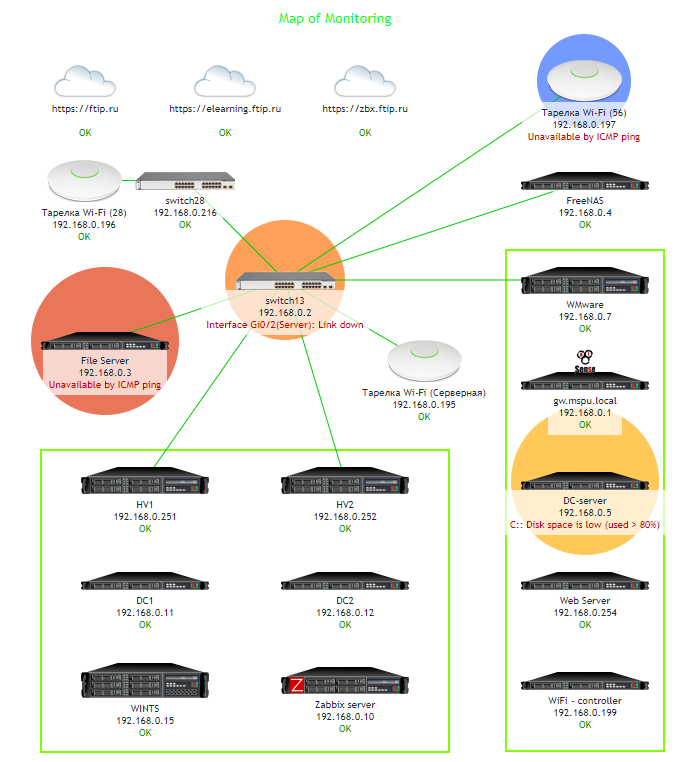 Map of Monitoring
https://ftip.ru
OK
https://elearning.ftip.ru
OK
https://zbx.ftip.ru
OK
Тарелка Wi-Fi (56)
192.168.0.197
Unavailable by ICMP ping
Тарелка Wi-Fi (28)
192.168.0.196
OK
switch28
192.168.0.216
OK
FreeNAS
192.168.0.4
OK
switch13
192.168.0.2
Interface Gi0/2(Server): Link down
WMware
192.168.0.7
OK
File Server
192.168.0.3
Unavailable by ICMP ping
Тарелка Wi-Fi (Серверная)
192.168.0.195
OK
Sense
gw.mspu.local
192.168.0.1
OK
HV1
192.168.0.251
OK
HV2
192.168.0.252
OK
DC-server
192.168.0.5
C:: Disk space is low (used > 80%)
DC1
192.168.0.11
OK
DC2
192.168.0.12
OK
Web Server
192.168.0.254
OK
WINTS
192.168.0.15
OK
Z
Zabbix server
192.168.0.10
OK
WiFi - controller
192.168.0.199
OK